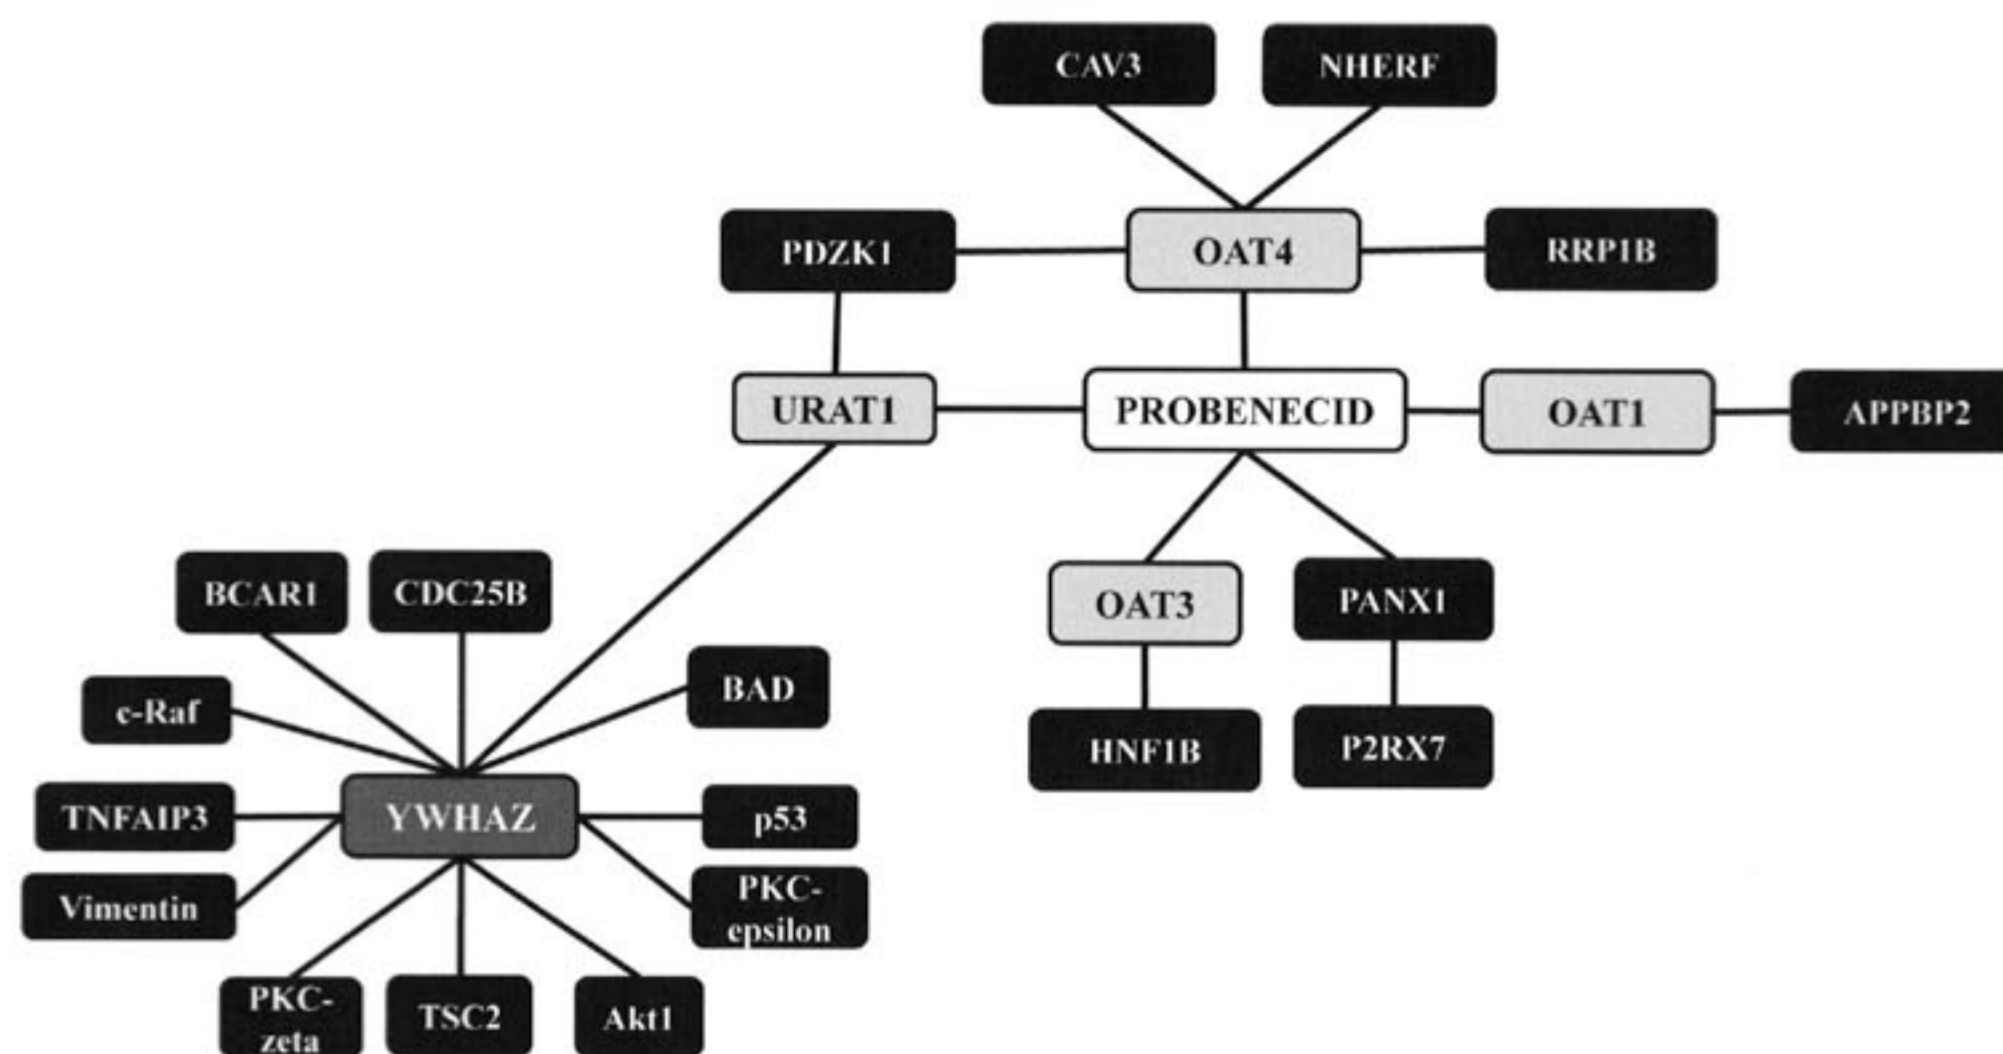 CAV3
NHERF
PDZK1
OAT4
RRP1B
URAT1
PROBENECID
OAT1
APPBP2
BCAR1
CDC25B
OAT3
PANX1
c-Raf
BAD
HNF1B
P2RX7
TNFAIP3
YWHAZ
p53
Vimentin
PKC-
epsilon
PKC-
zeta
TSC2
Akt1